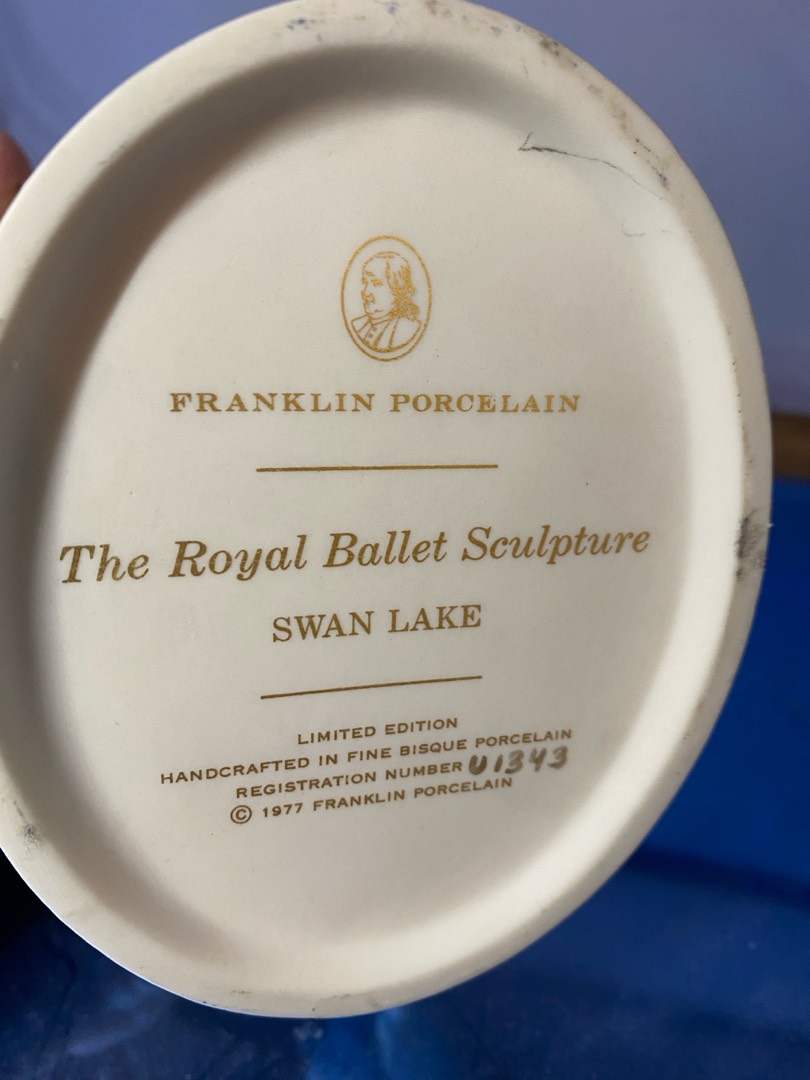 FRANKLIN PORCELAIN
The Royal Ballet Sculpture
SWAN LAKE
LIMITED EDITION
HANDCRAFTED IN FINE BISQUE PORCELAIN
REGISTRATION NUMBER U1343
© 1977 FRANKLIN PORCELAIN